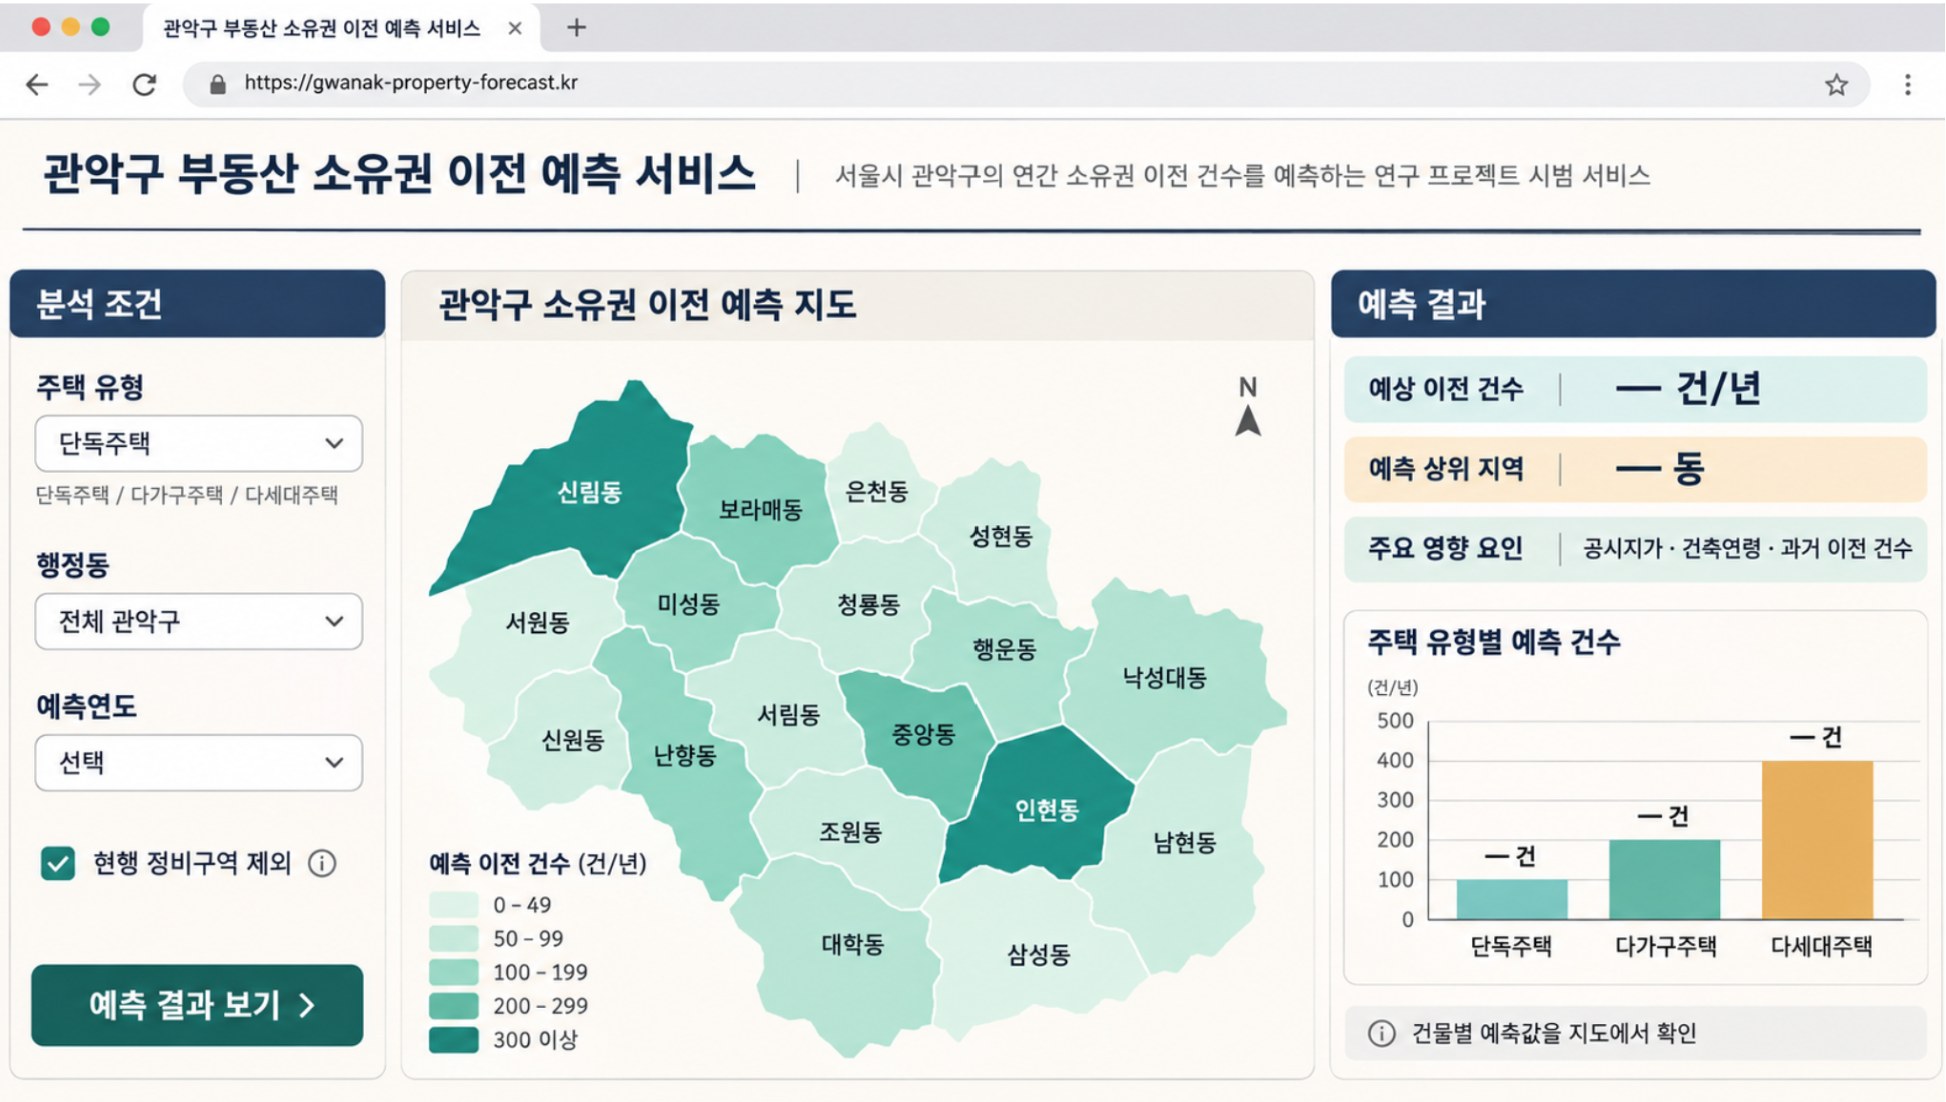 관악구 부동산 소유권 이전 예측 서비스
https://gwanak-property-forecast.kr
관악구 부동산 소유권 이전 예측 서비스
서울시 관악구의 연간 소유권 이전 건수를 예측하는 연구 프로젝트 시범 서비스
분석 조건
주택 유형
단독주택
단독주택 / 다가구주택 / 다세대주택
행정동
전체 관악구
예측연도
선택
현행 정비구역 제외
예측 결과 보기
관악구 소유권 이전 예측 지도
N
신림동
보라매동
은천동
성현동
서원동
미성동
청룡동
행운동
낙성대동
신원동
난향동
서림동
중앙동
인현동
조원동
남현동
대학동
삼성동
예측 이전 건수 (건/년)
0 – 49
50 – 99
100 – 199
200 – 299
300 이상
예측 결과
예상 이전 건수 | — 건/년
예측 상위 지역 | — 동
주요 영향 요인 | 공시지가 · 건축연령 · 과거 이전 건수
주택 유형별 예측 건수
(건/년)
500
400
300
200
100
0
— 건
— 건
— 건
단독주택 다가구주택 다세대주택
건물별 예측값을 지도에서 확인